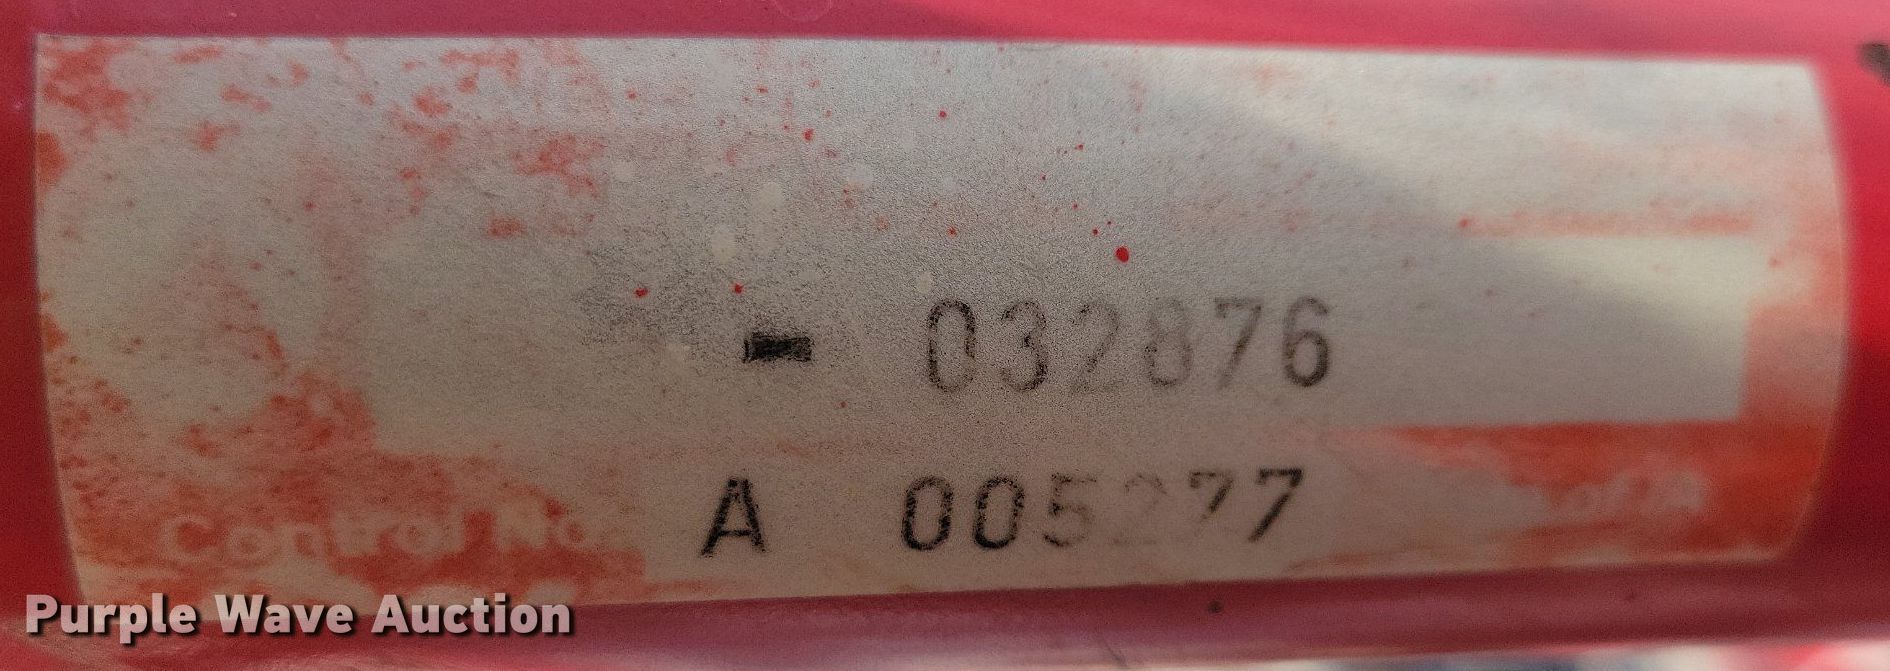 - 032876
A 005277
Control No.
Purple Wave Auction